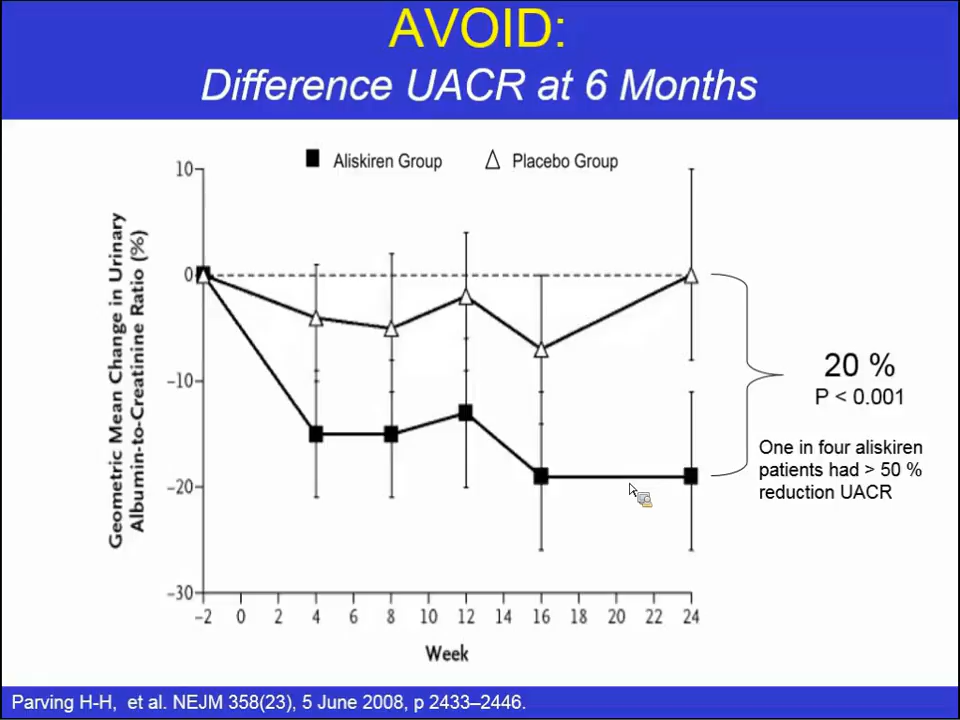 AVOID:
Difference UACR at 6 Months
Aliskiren Group
Placebo Group
Geometric Mean Change in Urinary
Albumin-to-Creatinine Ratio (%)
10
0
−10
−20
−30
−2 0 2 4 6 8 10 12 14 16 18 20 22 24
Week
20 %
P < 0.001
One in four aliskiren
patients had > 50 %
reduction UACR
Parving H-H, et al. NEJM 358(23), 5 June 2008, p 2433–2446.